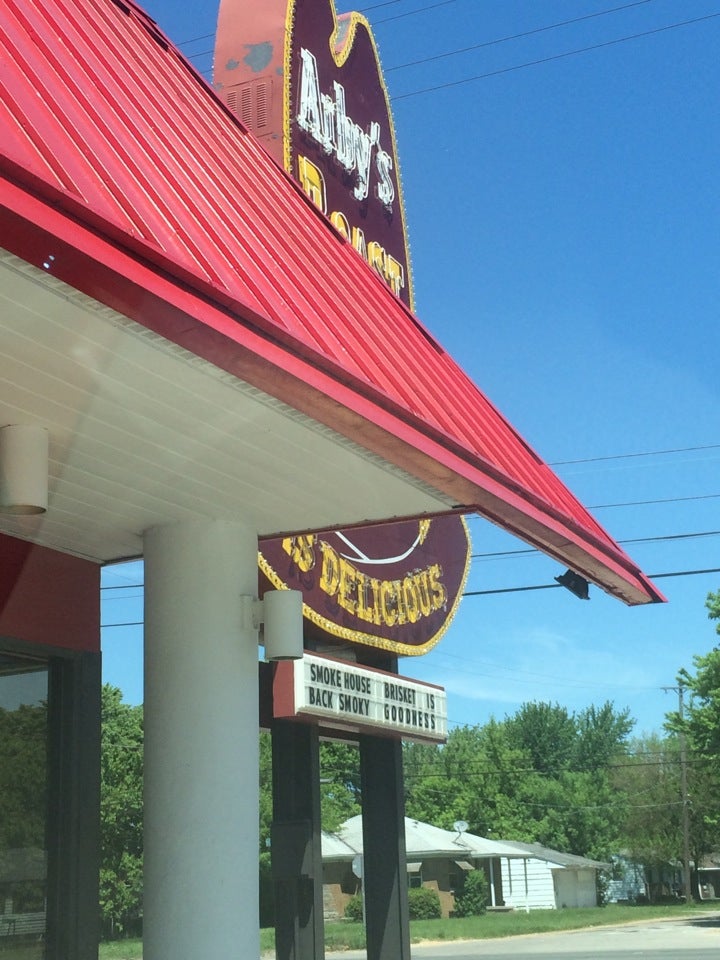 Arby's
ROAST
IS DELICIOUS
SMOKE HOUSE BRISKET IS
BACK SMOKY GOODNESS